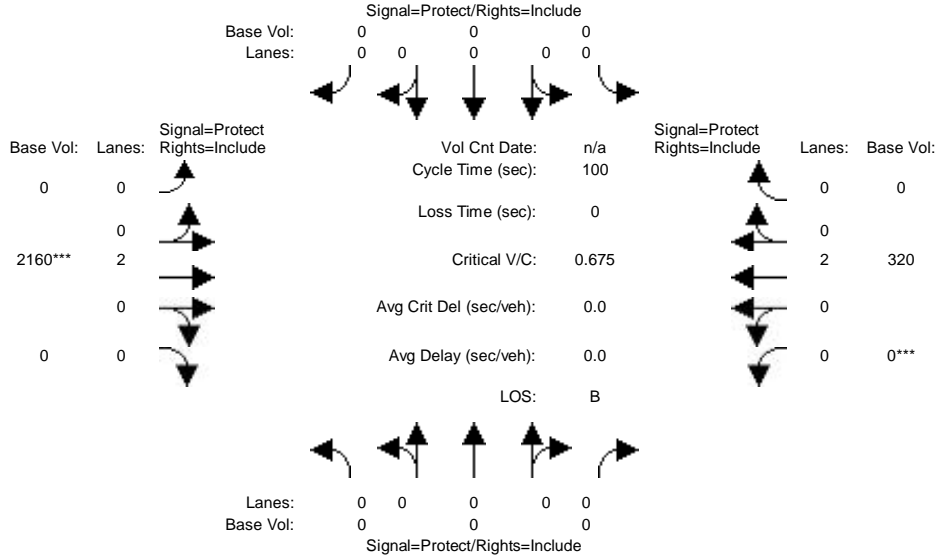 Signal=Protect/Rights=Include
Base Vol: 0 0 0
Lanes: 0 0 0 0 0
Signal=Protect Signal=Protect
Base Vol: Lanes: Rights=Include Vol Cnt Date: n/a Rights=Include Lanes: Base Vol:
Cycle Time (sec): 100
0 0 0 0
Loss Time (sec): 0
0 0
2160*** 2 Critical V/C: 0.675 2 320
0 Avg Crit Del (sec/veh): 0.0 0
0 0 Avg Delay (sec/veh): 0.0 0 0***
LOS: B
Lanes: 0 0 0 0 0
Base Vol: 0 0 0
Signal=Protect/Rights=Include